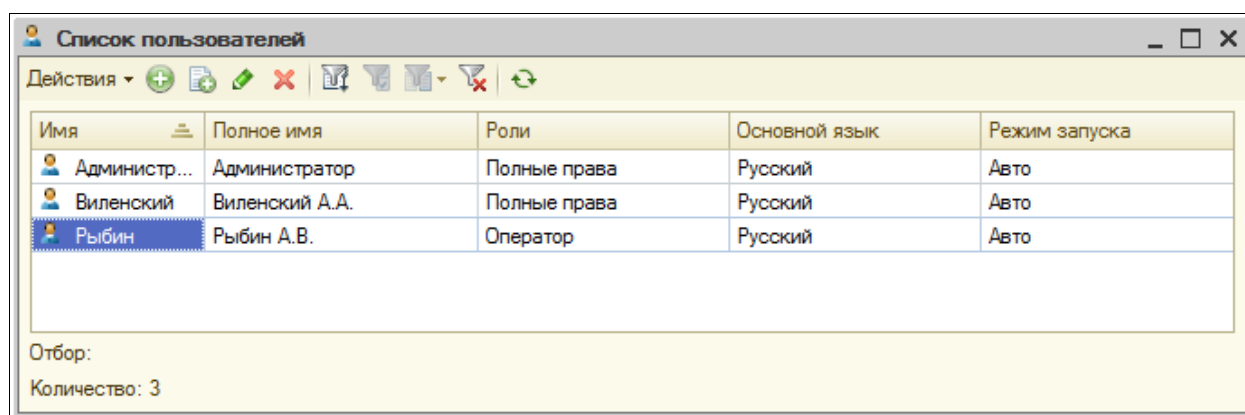 Список пользователей
Действия
Имя Полное имя Роли Основной язык Режим запуска
Администр... Администратор Полные права Русский Авто
Виленский Виленский А.А. Полные права Русский Авто
Рыбин Рыбин А.В. Оператор Русский Авто
Отбор:
Количество: 3